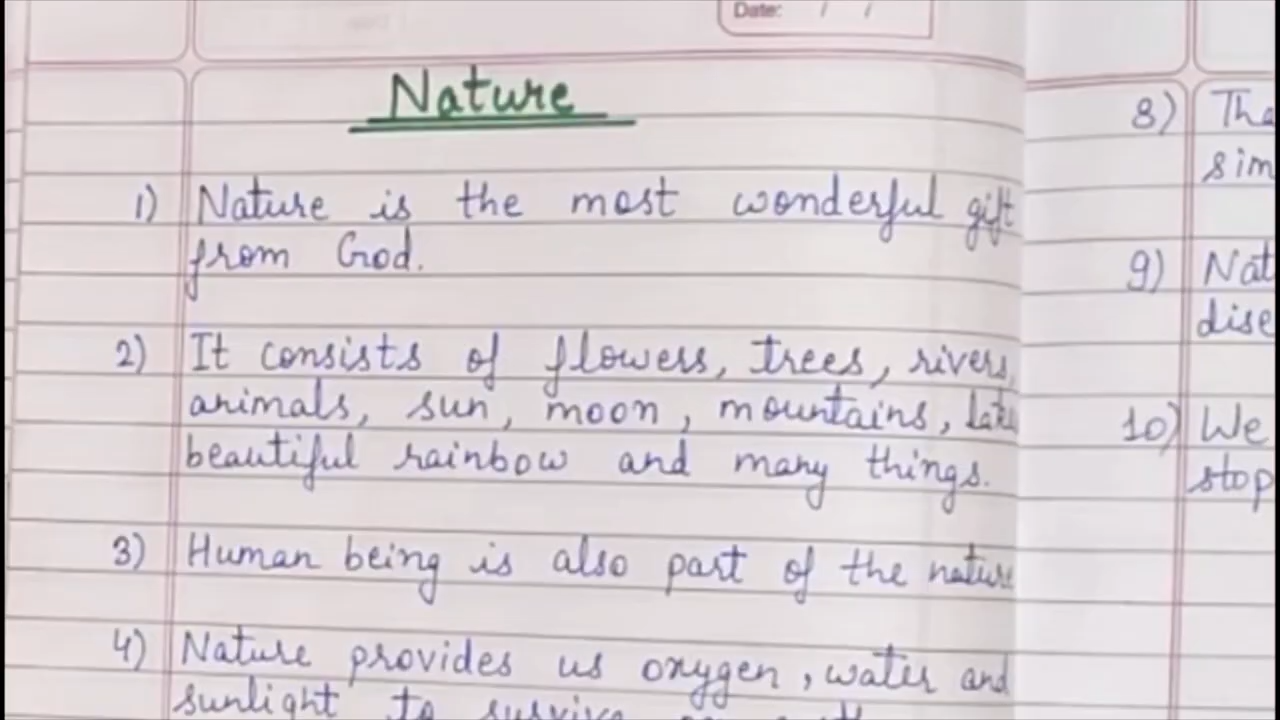 Date: / /
Nature
1) Nature is the most wonderful gift
from God.
2) It consists of flowers, trees, rivers,
animals, sun, moon, mountains,
beautiful rainbow and many things.
3) Human being is also part of the nature
4) Nature provides us oxygen, water and
sunlight to survive
8)
sim
9) Nat
dise
10) We
stop